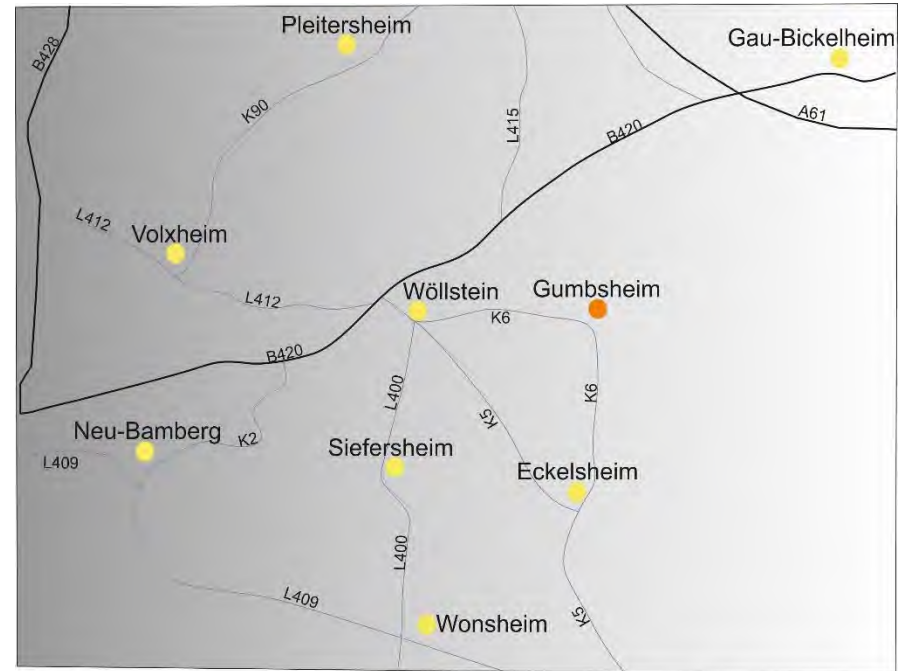 Pleitersheim
Gau-Bickelheim
B428
K90
L415
B420
A61
L412
Volxheim
L412
Wöllstein
Gumbsheim
K6
B420
K6
L400
K5
Neu-Bamberg
K2
Siefersheim
L409
Eckelsheim
L400
L409
K5
Wonsheim